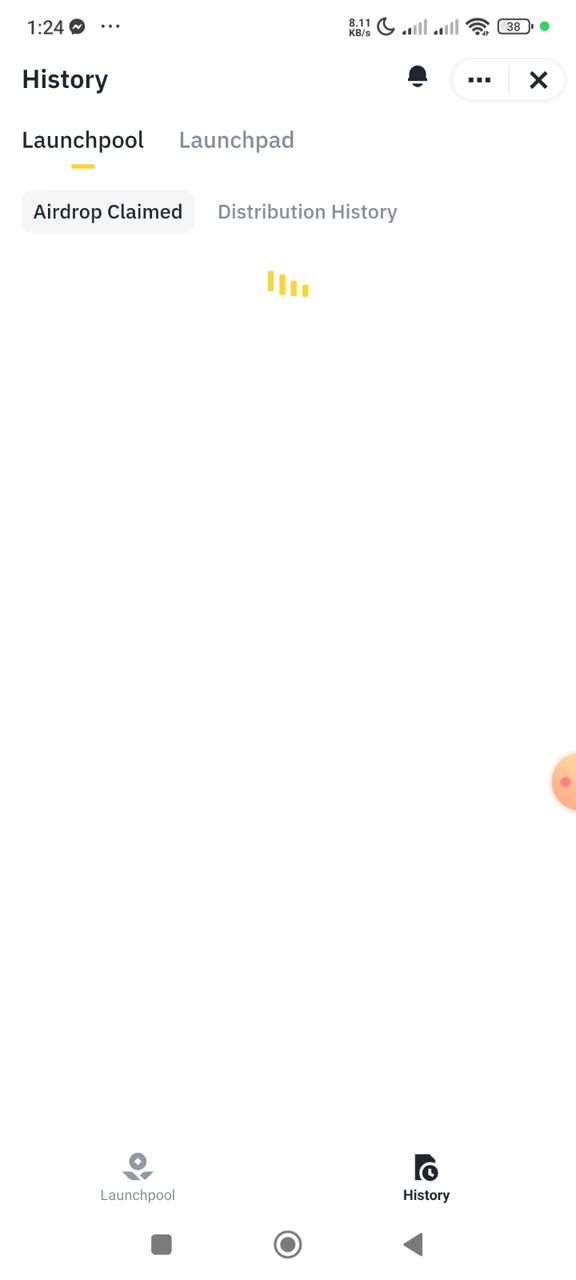 1:24 ... 8.11 KB/s 38
History
Launchpool Launchpad
Airdrop Claimed Distribution History
Launchpool History